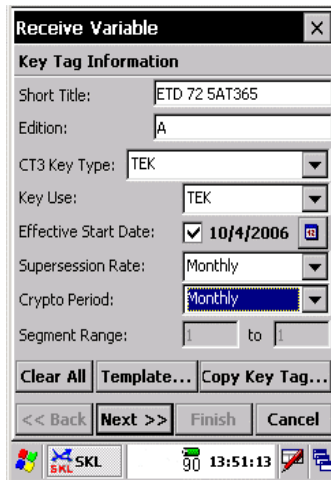 Receive Variable
Key Tag Information
Short Title: ETD 72 5AT365
Edition: A
CT3 Key Type: TEK
Key Use: TEK
Effective Start Date: 10/4/2006
Supersession Rate: Monthly
Crypto Period: Monthly
Segment Range: 1 to 1
Clear All Template... Copy Key Tag...
<< Back Next >> Finish Cancel
SKL SKL 90 13:51:13